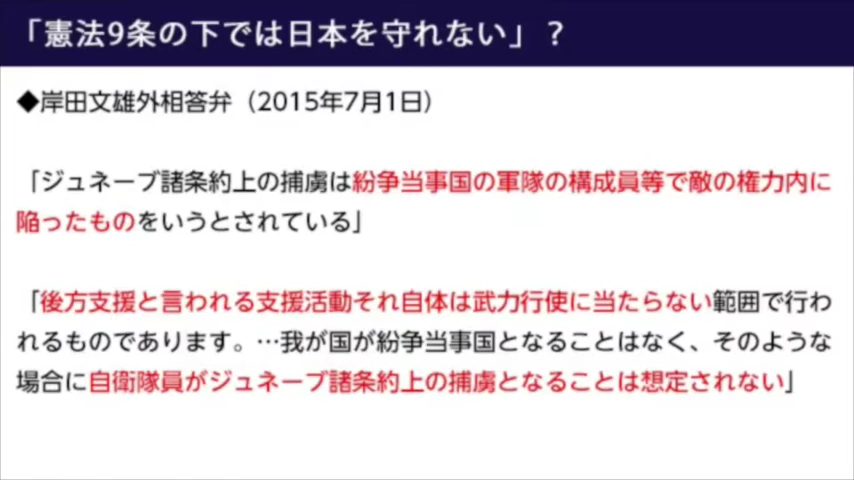 「憲法9条の下では日本を守れない」？
◆岸田文雄外相答弁（2015年7月1日）
「ジュネーブ諸条約上の捕虜は紛争当事国の軍隊の構成員等で敵の権力内に
陥ったものをいうとされている」
「後方支援と言われる支援活動それ自体は武力行使に当たらない範囲で行わ
れるものであります。…我が国が紛争当事国となることはなく、そのような
場合に自衛隊員がジュネーブ諸条約上の捕虜となることは想定されない」